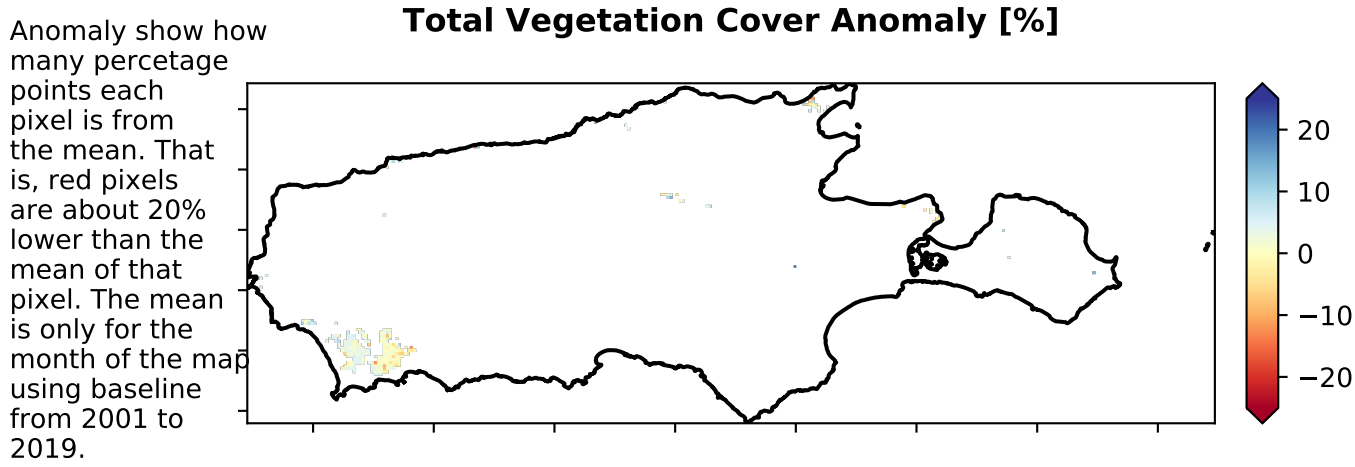 Total Vegetation Cover Anomaly [%]
Anomaly show how
many percetage
points each
pixel is from
the mean. That
is, red pixels
are about 20%
lower than the
mean of that
pixel. The mean
is only for the
month of the map
using baseline
from 2001 to
2019.
20
10
0
−10
−20